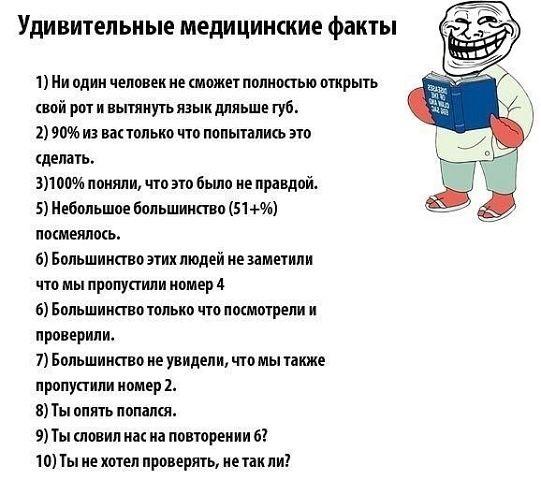 Удивительные медицинские факты
1) Ни один человек не сможет полностью открыть
свой рот и вытянуть язык дляьше губ.
2) 90% из вас только что попытались это
сделать.
3)100% поняли, что это было не правдой.
5) Небольшое большинство (51+%)
посмеялось.
6) Большинство этих людей не заметили
что мы пропустили номер 4
6) Большинство только что посмотрели и
проверили.
7) Большинство не увидели, что мы также
пропустили номер 2.
8) Ты опять попался.
9) Ты словил нас на повторении 6?
10) Ты не хотел проверять, не так ли?
DISEASES
OF THE